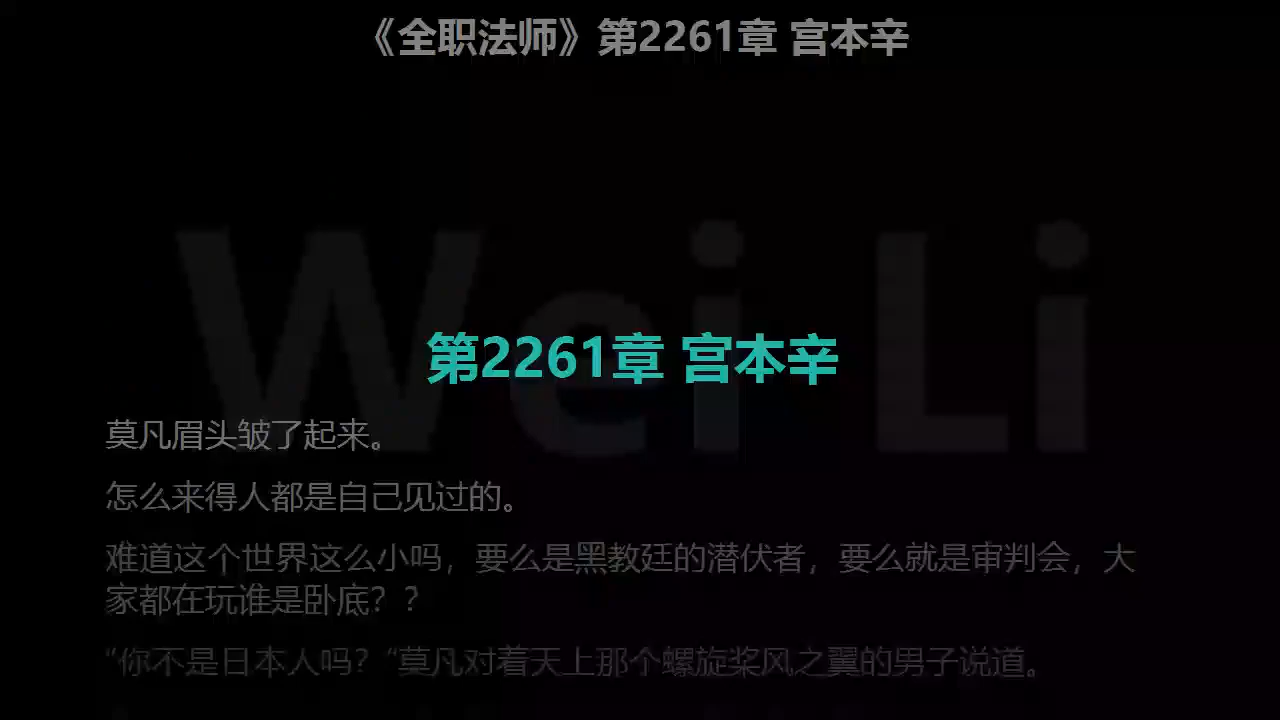 《全职法师》第2261章 宫本辛
Wei Li
第2261章 宫本辛
莫凡眉头皱了起来。
怎么来得人都是自己见过的。
难道这个世界这么小吗，要么是黑教廷的潜伏者，要么就是审判会，大
家都在玩谁是卧底？？
“你不是日本人吗？“莫凡对着天上那个螺旋桨风之翼的男子说道。